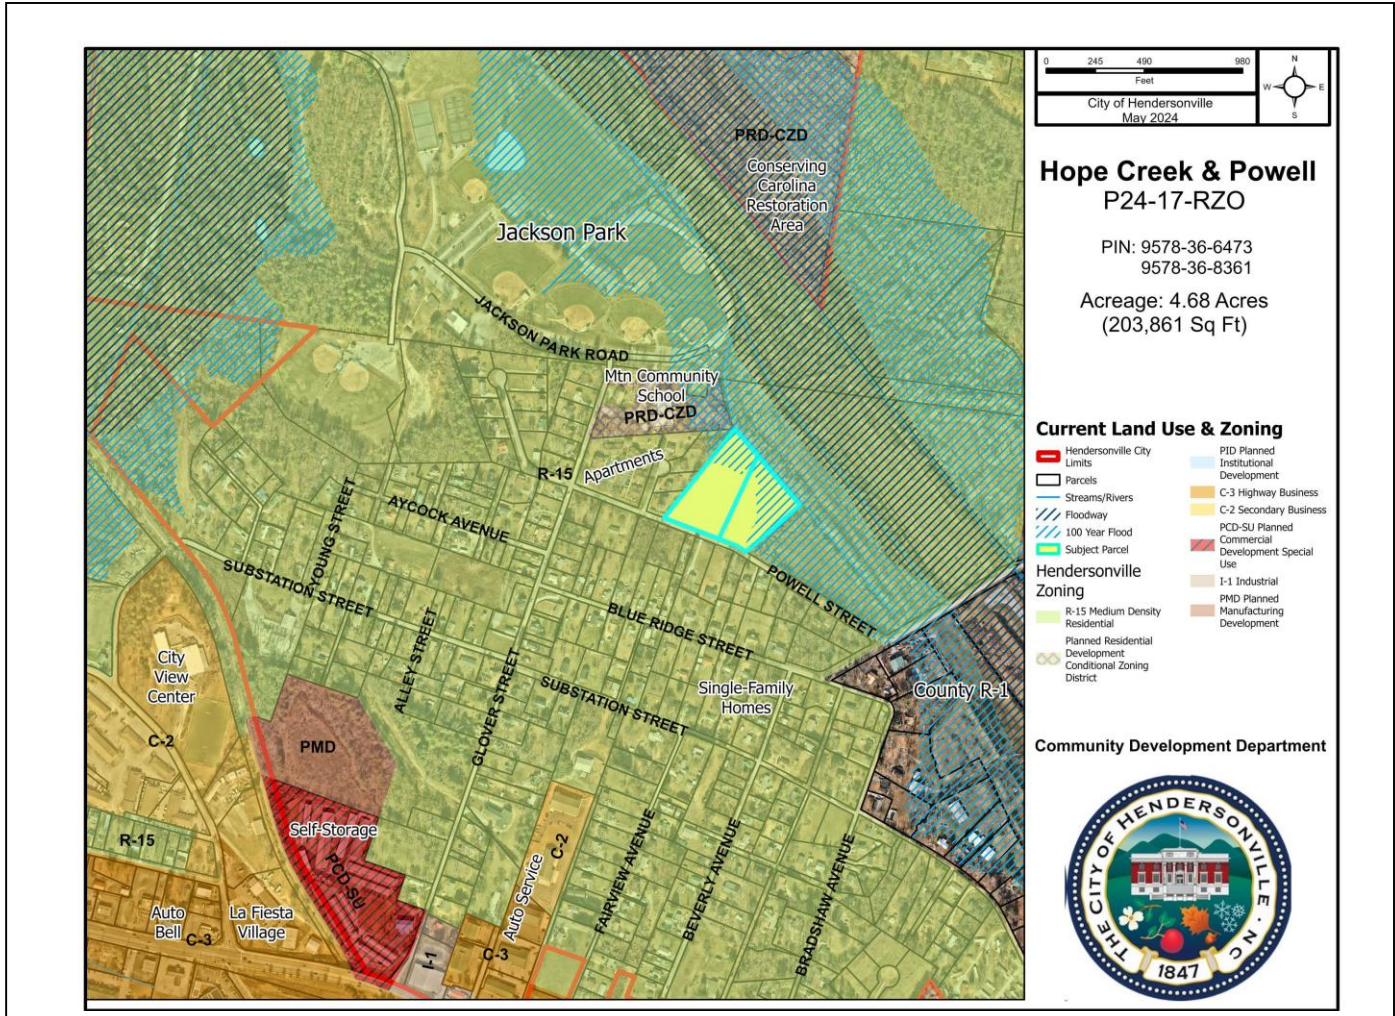 PRD-CZD
Conserving
Carolina
Restoration
Area
Jackson Park
JACKSON PARK ROAD
Mtn Community
School
PRD-CZD
Apartments
R-15
AYCOCK AVENUE
YOUNG STREET
SUBSTATION STREET
POWELL STREET
BLUE RIDGE STREET
ALLEY STREET
GLOVER STREET
SUBSTATION STREET
Single-Family
Homes
County R-1
City
View
Center
C-2
PMD
Self-Storage
PCD-SU
R-15
Auto
Bell
C-3
La Fiesta
Village
I-1
C-3
Auto Service
C-2
FAIRVIEW AVENUE
BEVERLY AVENUE
BRADSHAW AVENUE
0 245 490 980
Feet
N
W E
S
City of Hendersonville
May 2024
Hope Creek & Powell
P24-17-RZO
PIN: 9578-36-6473
9578-36-8361
Acreage: 4.68 Acres
(203,861 Sq Ft)
Current Land Use & Zoning
Hendersonville City
Limits
Parcels
Streams/Rivers
Floodway
100 Year Flood
Subject Parcel
Hendersonville
Zoning
R-15 Medium Density
Residential
Planned Residential
Development
Conditional Zoning
District
PID Planned
Institutional
Development
C-3 Highway Business
C-2 Secondary Business
PCD-SU Planned
Commercial
Development Special
Use
I-1 Industrial
PMD Planned
Manufacturing
Development
Community Development Department
THE CITY OF HENDERSONVILLE · NC
1847